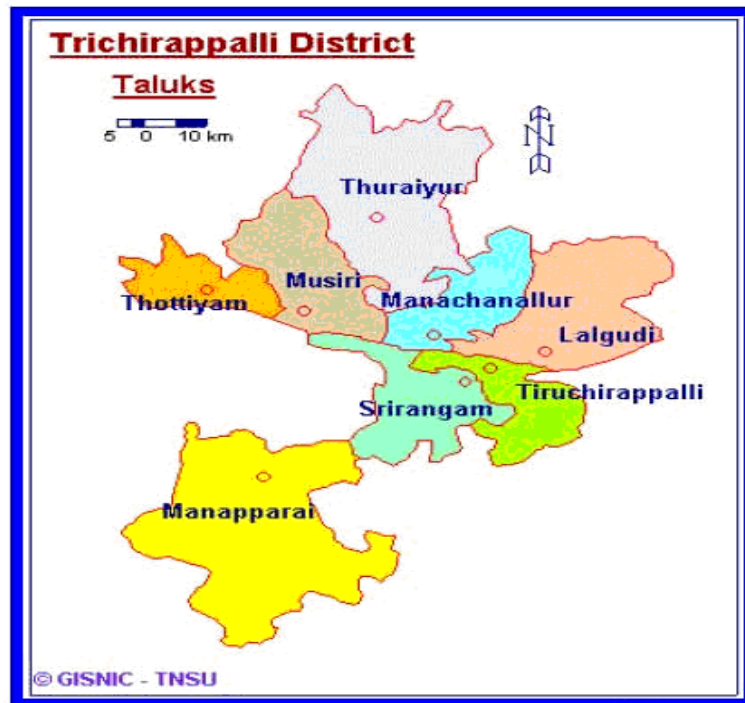 Trichirappalli District
Taluks
5 0 10 km
N
Thuraiyur
Musiri
Manachanallur
Thottiyam
Lalgudi
Tiruchirappalli
Srirangam
Manapparai
© GISNIC - TNSU